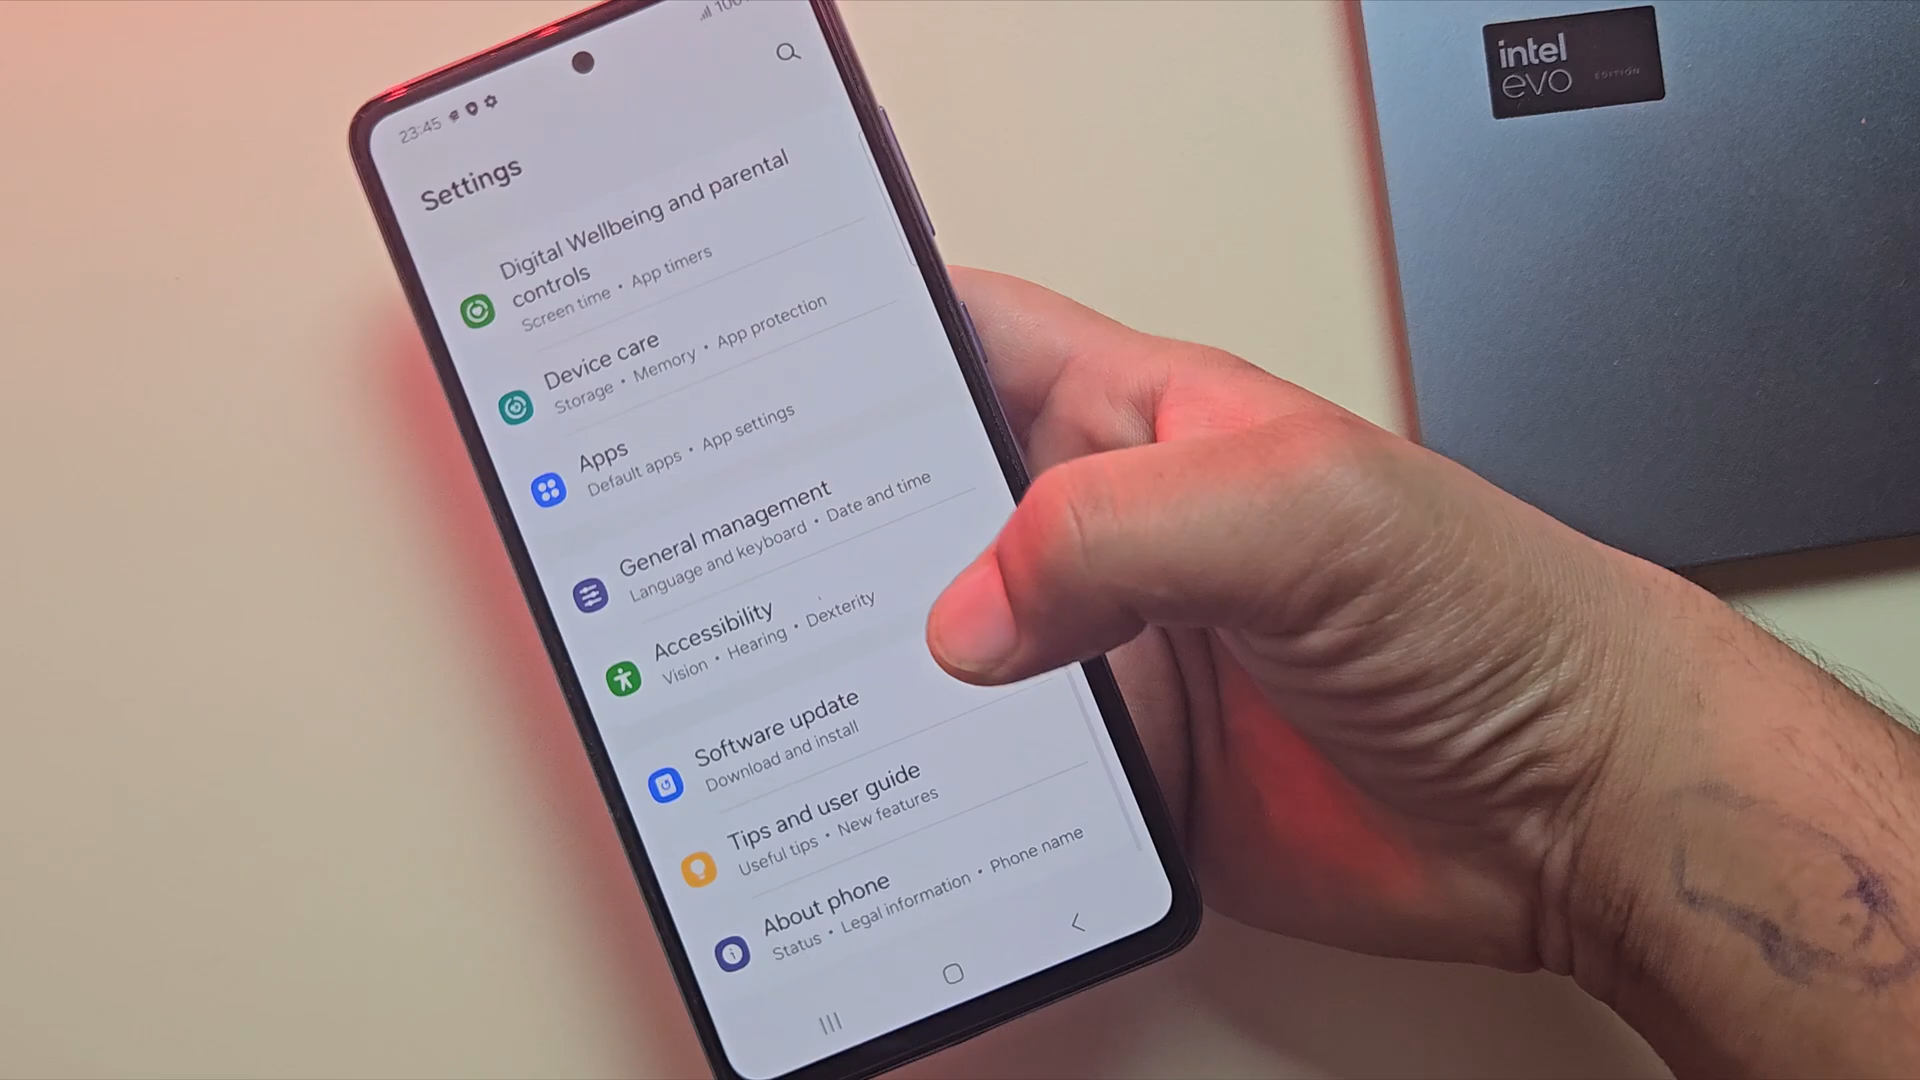 23:45
100%
Settings
Digital Wellbeing and parental
controls
Screen time • App timers
Device care
Storage • Memory • App protection
Apps
Default apps • App settings
General management
Language and keyboard • Date and time
Accessibility
Vision • Hearing • Dexterity
Software update
Download and install
Tips and user guide
Useful tips • New features
About phone
Status • Legal information • Phone name
intel
evo EDITION